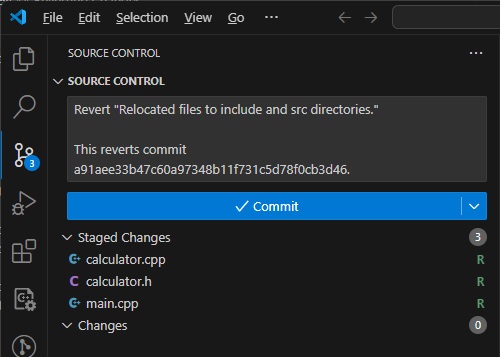 File Edit Selection View Go ...
SOURCE CONTROL ...
SOURCE CONTROL
Revert "Relocated files to include and src directories."
This reverts commit
a91aee33b47c60a97348b11f731c5d78f0cb3d46.
3
Commit
Staged Changes 3
calculator.cpp R
C calculator.h R
main.cpp R
Changes 0